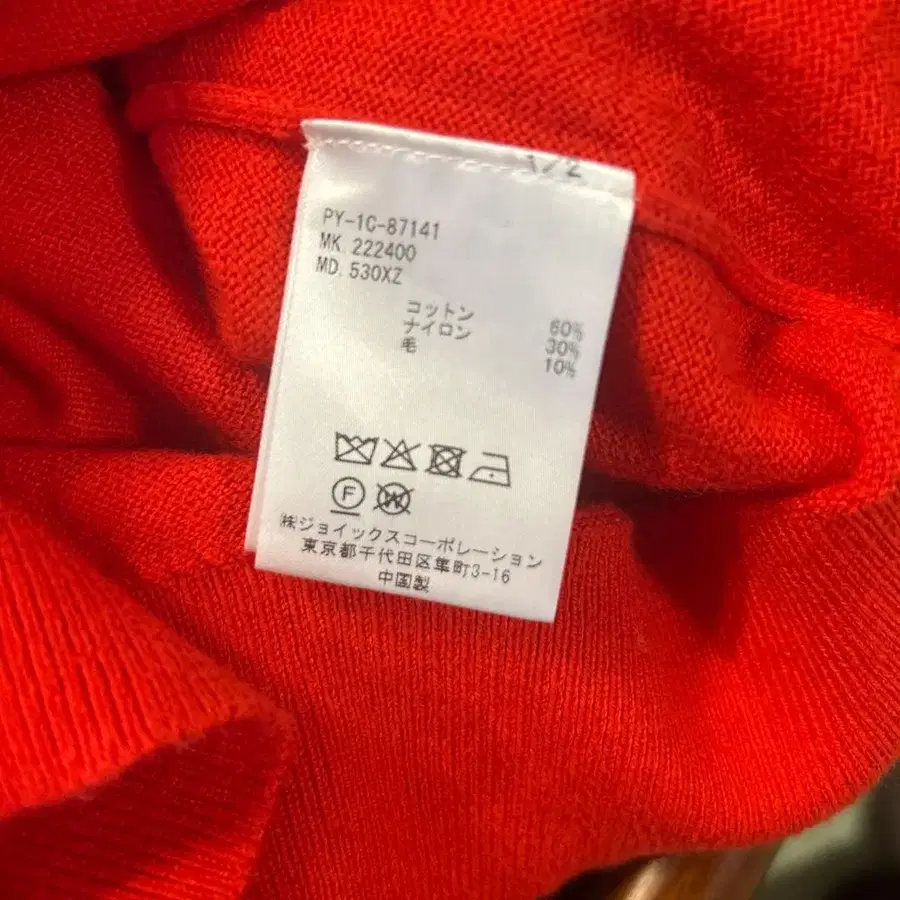 1/2
PY-1C-87141
MK. 222400
MD. 530XZ
コットン 60%
ナイロン 30%
毛 10%
F
W
㈱ジョイックスコーポレーション
東京都千代田区隼町3-16
中国製